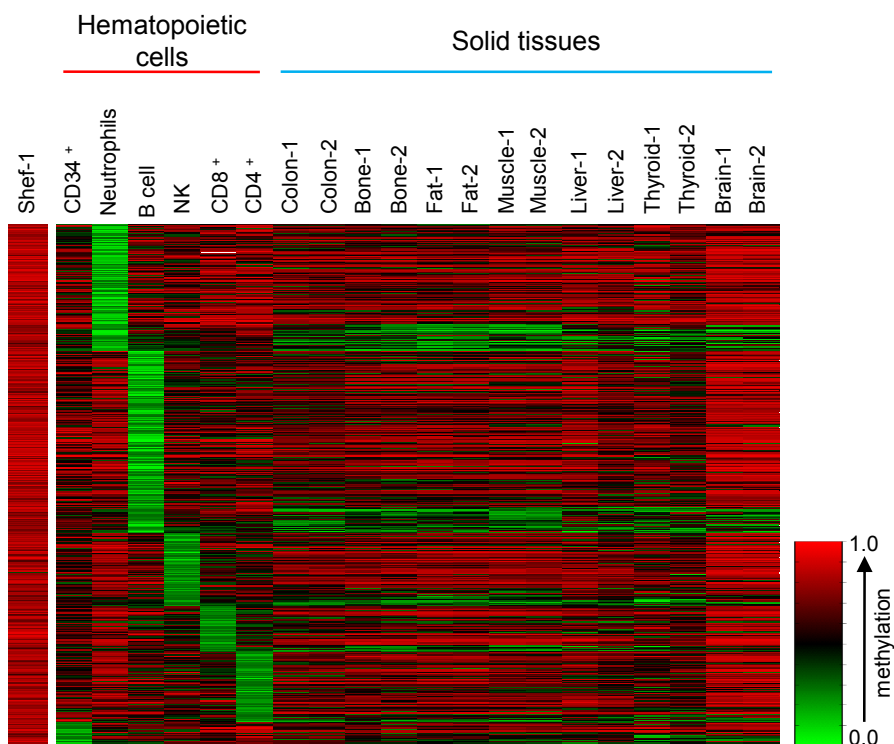 Hematopoietic
cells
Solid tissues
Shef-1
CD34 +
Neutrophils
B cell
NK
CD8 +
CD4 +
Colon-1
Colon-2
Bone-1
Bone-2
Fat-1
Fat-2
Muscle-1
Muscle-2
Liver-1
Liver-2
Thyroid-1
Thyroid-2
Brain-1
Brain-2
1.0
methylation
0.0